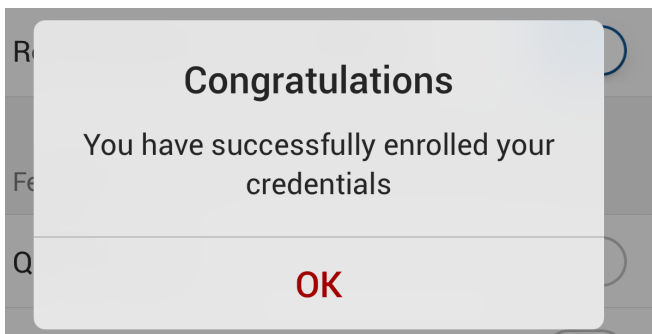 Congratulations
You have successfully enrolled your
credentials
OK